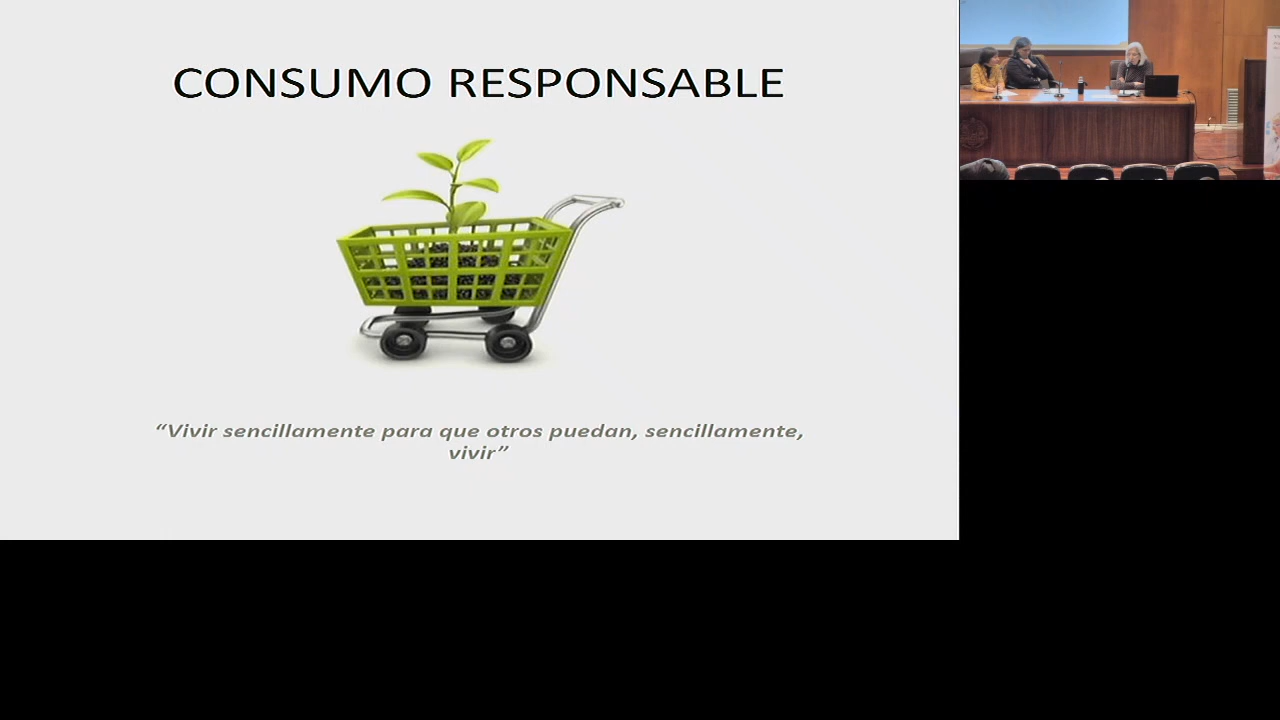 CONSUMO RESPONSABLE
“Vivir sencillamente para que otros puedan, sencillamente,
vivir”